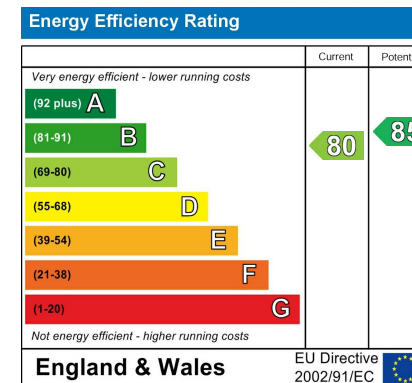 Energy Efficiency Rating
Current Potent
Very energy efficient - lower running costs
(92 plus) A
(81-91) B
(69-80) C
(55-68) D
(39-54) E
(21-38) F
(1-20) G
80
85
Not energy efficient - higher running costs
England & Wales
EU Directive
2002/91/EC